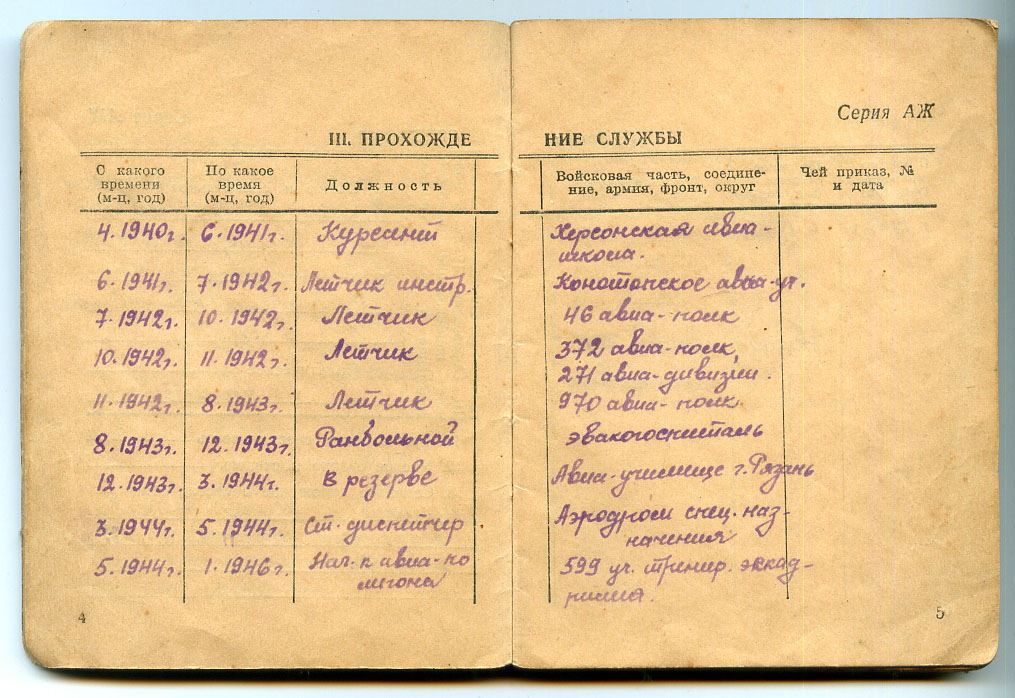 Серия АЖ
III. ПРОХОЖДЕ НИЕ СЛУЖБЫ
С какого времени (м-ц, год) По какое время (м-ц, год) Должность Войсковая часть, соединение, армия, фронт, округ Чей приказ, № и дата
4.1940г. 6.1941г. Курсант Херсонская авиа-
школа.
6.1941г. 7.1942г. Летчик инстр. Конотопское авиа-уч.
7.1942г. 10.1942г. Летчик 46 авиа-полк
10.1942г. 11.1942г. Летчик 372 авиа-полк,
271 авиа-дивизии.
11.1942г. 8.1943г. Летчик 970 авиа-полк
8.1943г. 12.1943г. Ранбольной эвакогоспиталь
12.1943г. 3.1944г. В резерве Авиа-училище г. Рязань
3.1944г. 5.1944г. Ст. диспетчер Аэродром спец. наз-
начения
5.1944г. 1.1946г. Нач-к авиа-по 599 уч. тренир. эскад-
лигона рилья.
4 5